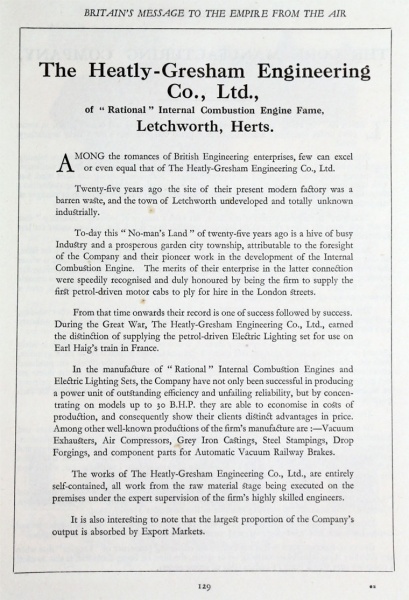 BRITAIN'S MESSAGE TO THE EMPIRE FROM THE AIR
The Heatly-Gresham Engineering
Co., Ltd.,
of "Rational" Internal Combustion Engine Fame,
Letchworth, Herts.
AMONG the romances of British Engineering enterprises, few can excel
or even equal that of The Heatly-Gresham Engineering Co., Ltd.
Twenty-five years ago the site of their present modern factory was a
barren waste, and the town of Letchworth undeveloped and totally unknown
industrially.
To-day this "No-man's Land" of twenty-five years ago is a hive of busy
Industry and a prosperous garden city township, attributable to the foresight
of the Company and their pioneer work in the development of the Internal
Combustion Engine. The merits of their enterprise in the latter connection
were speedily recognised and duly honoured by being the firm to supply the
first petrol-driven motor cabs to ply for hire in the London streets.
From that time onwards their record is one of success followed by success.
During the Great War, The Heatly-Gresham Engineering Co., Ltd., earned
the distinction of supplying the petrol-driven Electric Lighting set for use on
Earl Haig's train in France.
In the manufacture of "Rational" Internal Combustion Engines and
Electric Lighting Sets, the Company have not only been successful in producing
a power unit of outstanding efficiency and unfailing reliability, but by concen-
trating on models up to 50 B.H.P. they are able to economise in costs of
production, and consequently show their clients distinct advantages in price.
Among other well-known productions of the firm's manufacture are :—Vacuum
Exhausters, Air Compressors, Grey Iron Castings, Steel Stampings, Drop
Forgings, and component parts for Automatic Vacuum Railway Brakes.
The works of The Heatly-Gresham Engineering Co., Ltd., are entirely
self-contained, all work from the raw material stage being executed on the
premises under the expert supervision of the firm's highly skilled engineers.
It is also interesting to note that the largest proportion of the Company's
output is absorbed by Export Markets.
129
**